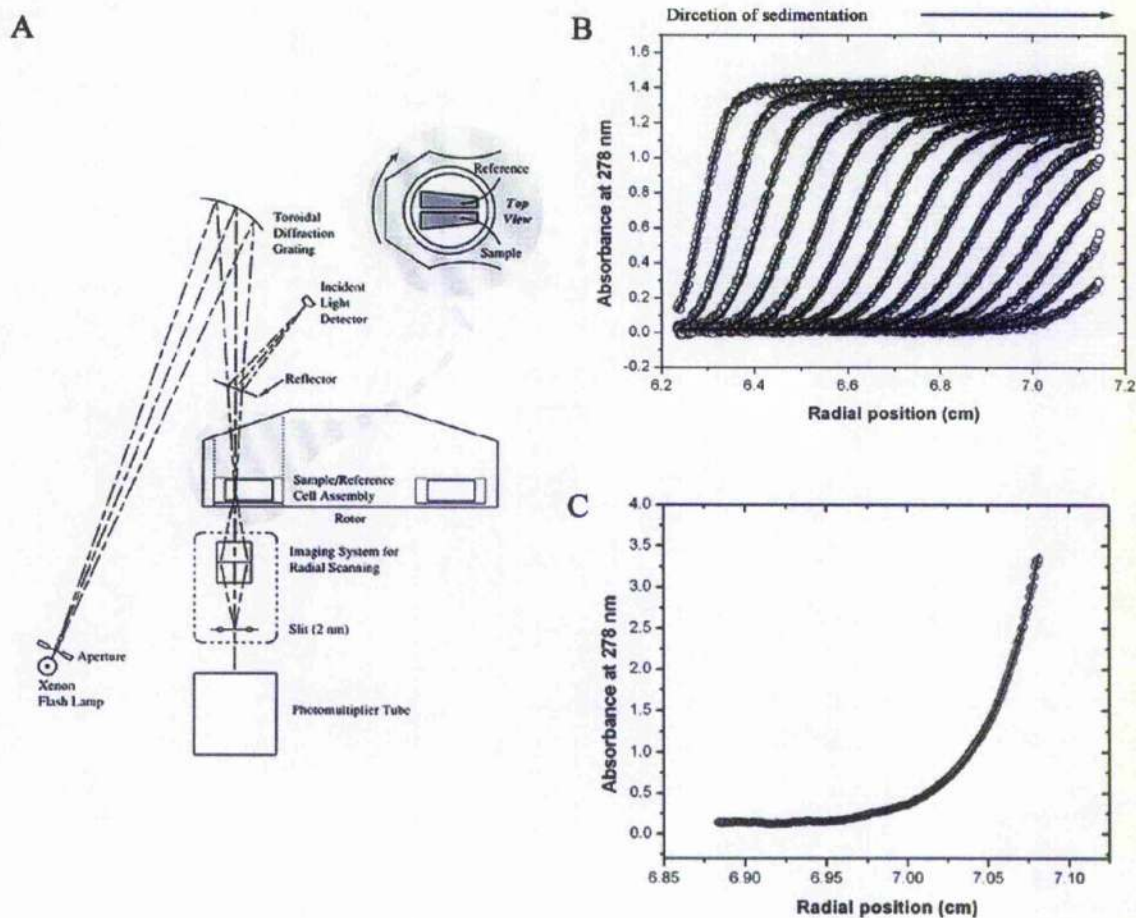 A
Toroidal
Diffraction
Grating
Reference
Top
View
Sample
Incident
Light
Detector
Reflector
Sample/Reference
Cell Assembly
Rotor
Imaging System for
Radial Scanning
Slit (2 nm)
Aperture
Xenon
Flash Lamp
Photomultiplier Tube
Dircetion of sedimentation
B
Absorbance at 278 nm
1.6
1.4
1.2
1.0
0.8
0.6
0.4
0.2
0.0
-0.2
6.2
6.4
6.6
6.8
7.0
7.2
Radial position (cm)
C
Absorbance at 278 nm
4.0
3.5
3.0
2.5
2.0
1.5
1.0
0.5
0.0
6.85
6.90
6.95
7.00
7.05
7.10
Radial position (cm)